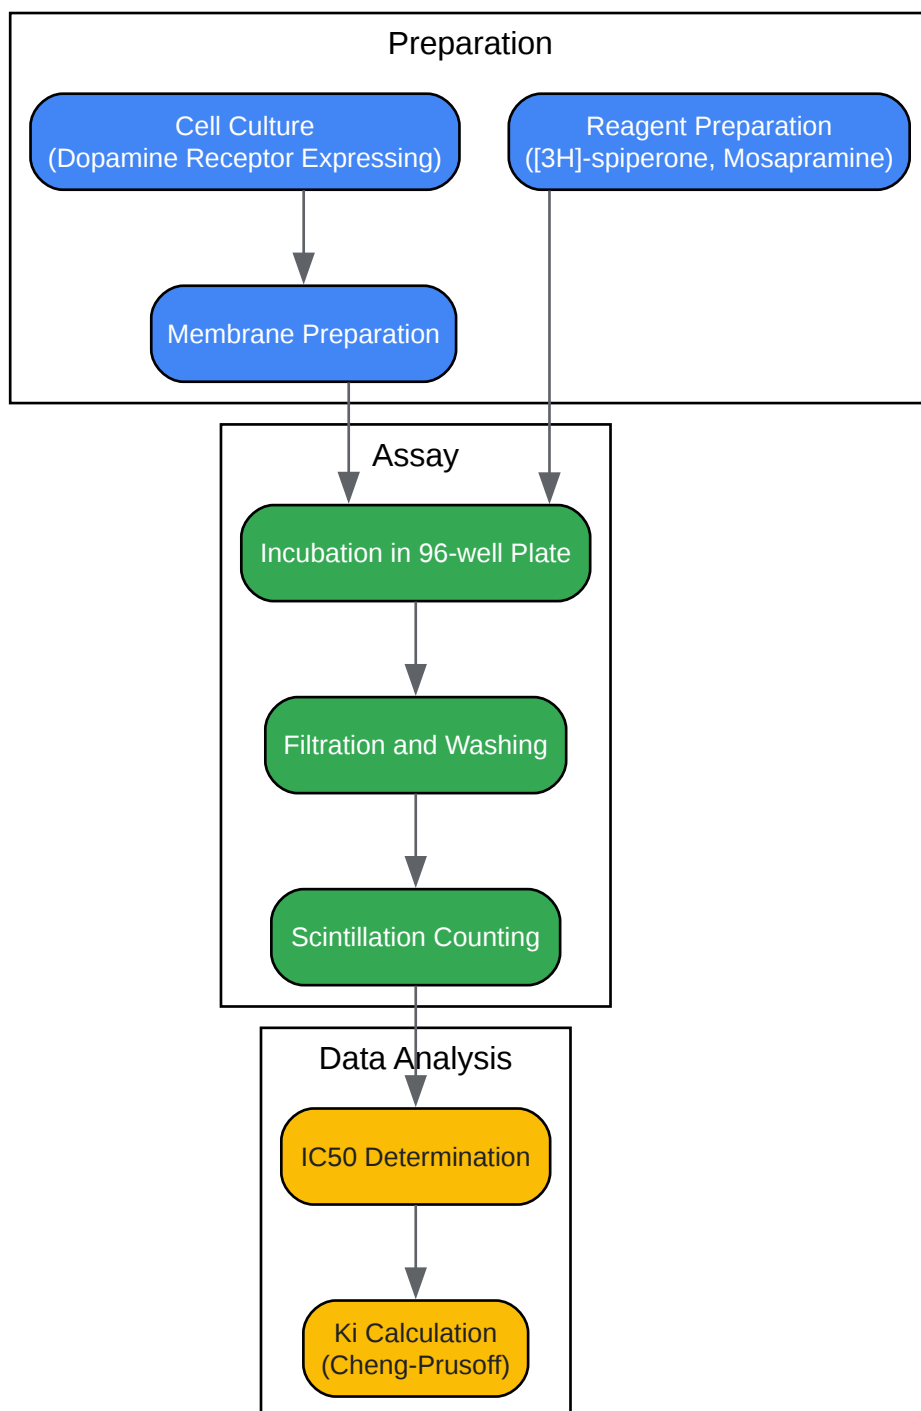 Preparation
Cell Culture
(Dopamine Receptor Expressing)
Reagent Preparation
([3H]-spiperone, Mosapramine)
Membrane Preparation
Assay
Incubation in 96-well Plate
Filtration and Washing
Scintillation Counting
Data Analysis
IC50 Determination
Ki Calculation
(Cheng-Prusoff)